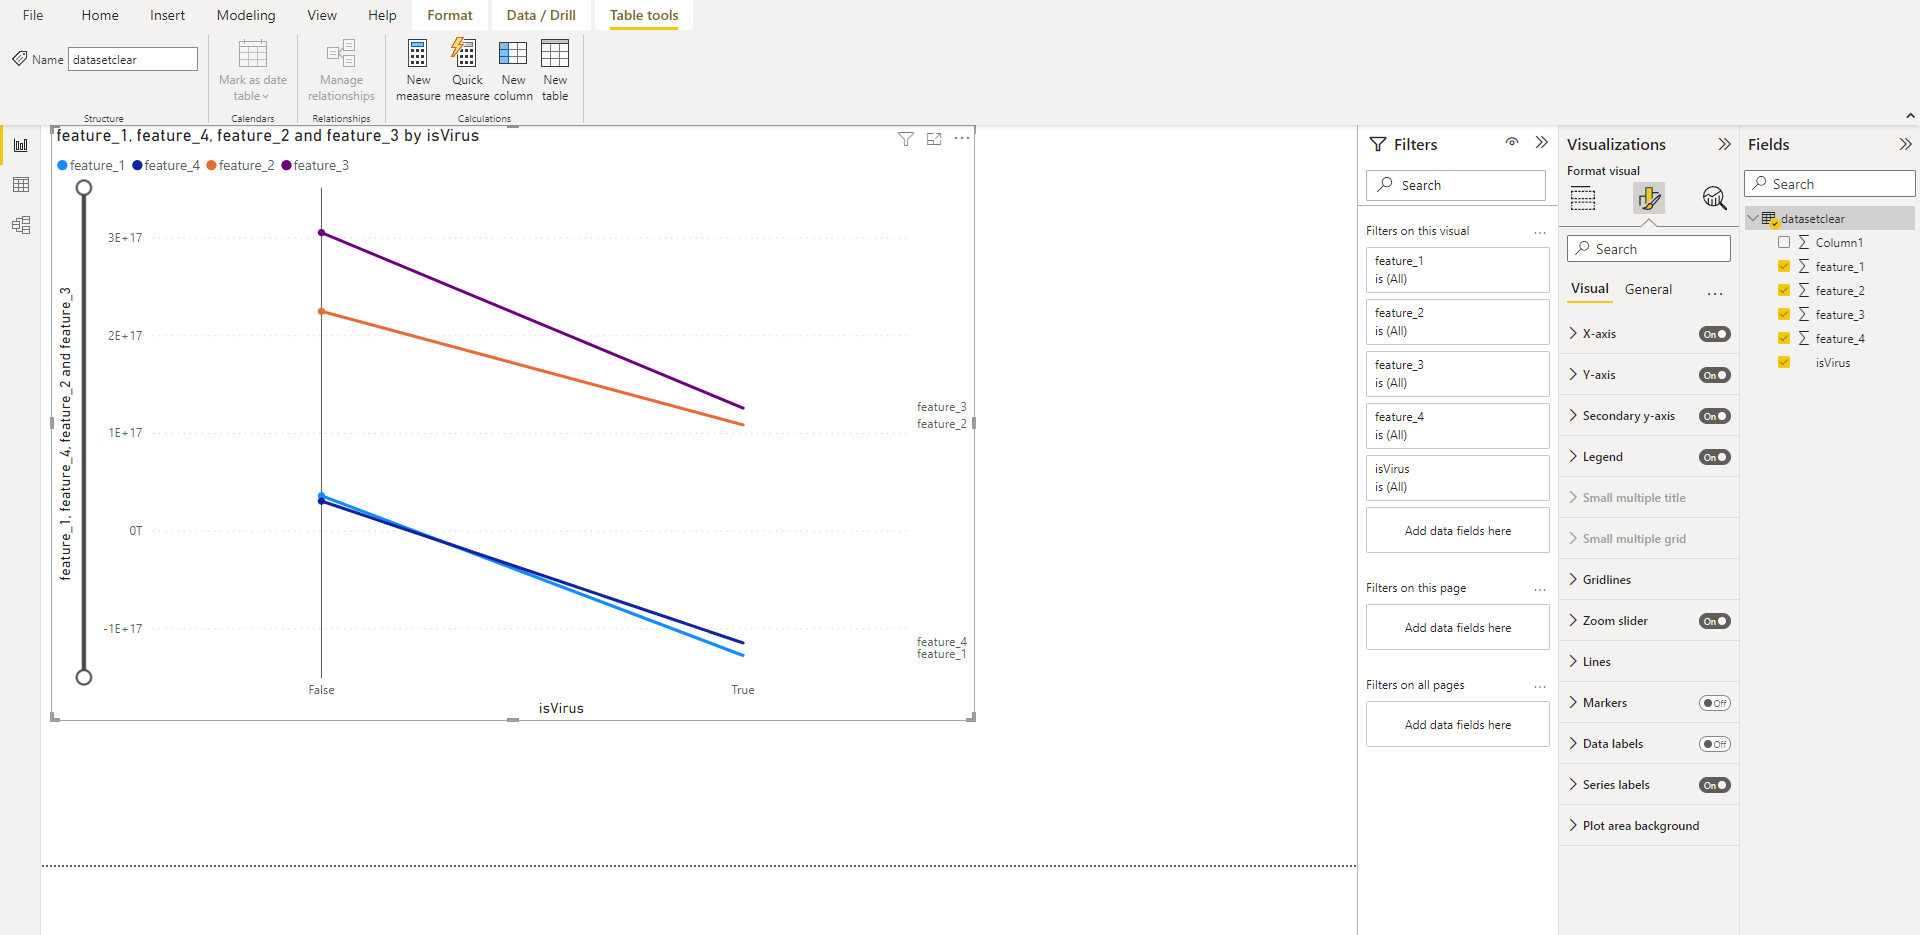 File Home Insert Modeling View Help Format Data / Drill Table tools
Name datasetclear
Mark as date
table
Manage
relationships
New
measure
Quick
measure
New
column
New
table
Structure Calendars Relationships Calculations
feature_1, feature_4, feature_2 and feature_3 by isVirus
feature_1 feature_4 feature_2 feature_3
feature_1, feature_4, feature_2 and feature_3
3E+17
2E+17
1E+17
0T
-1E+17
feature_3
feature_2
feature_4
feature_1
False True
isVirus
Filters
Search
Filters on this visual ...
feature_1
is (All)
feature_2
is (All)
feature_3
is (All)
feature_4
is (All)
isVirus
is (All)
Add data fields here
Filters on this page ...
Add data fields here
Filters on all pages ...
Add data fields here
Visualizations
Format visual
Search
Visual General ...
X-axis On
Y-axis On
Secondary y-axis On
Legend On
Small multiple title
Small multiple grid
Gridlines
Zoom slider On
Lines
Markers Off
Data labels Off
Series labels On
Plot area background
Fields
Search
datasetclear
Column1
feature_1
feature_2
feature_3
feature_4
isVirus